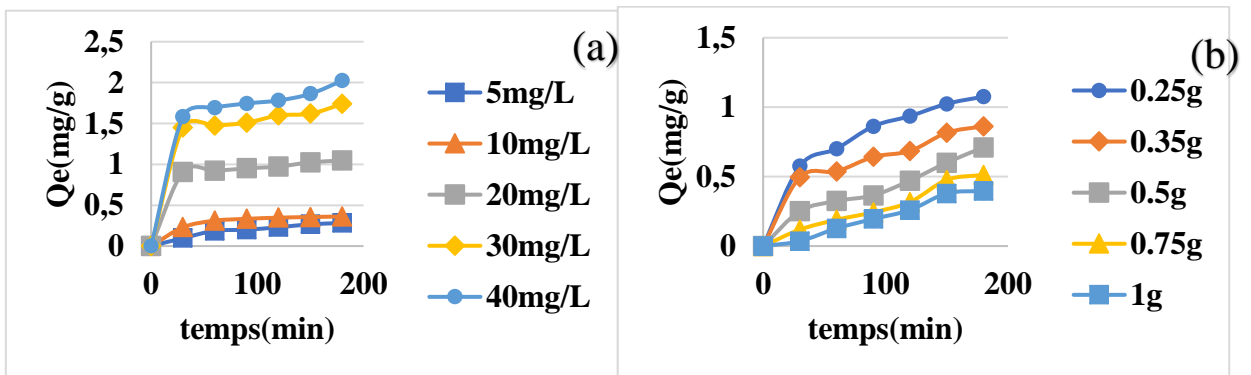 (a)
Qe(mg/g)
2,5
2
1,5
1
0,5
0
0 100 200
temps(min)
5mg/L
10mg/L
20mg/L
30mg/L
40mg/L
(b)
Qe(mg/g)
1,5
1
0,5
0
0 100 200
temps(min)
0.25g
0.35g
0.5g
0.75g
1g